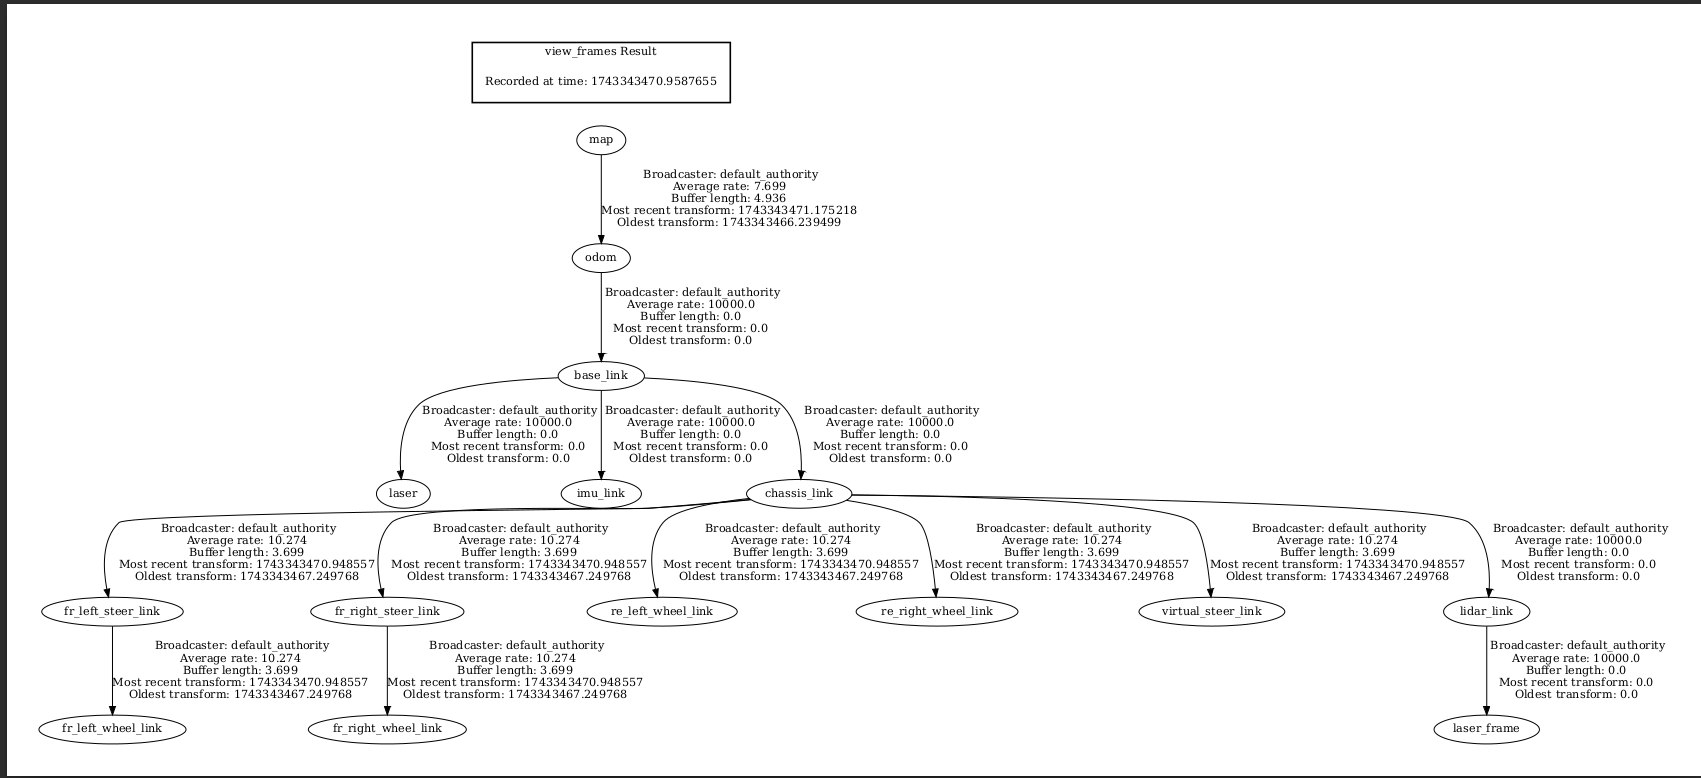 view_frames Result
Recorded at time: 1743343470.9587655
map
Broadcaster: default_authority
Average rate: 7.699
Buffer length: 4.936
Most recent transform: 1743343471.175218
Oldest transform: 1743343466.239499
odom
Broadcaster: default_authority
Average rate: 10000.0
Buffer length: 0.0
Most recent transform: 0.0
Oldest transform: 0.0
base_link
Broadcaster: default_authority
Average rate: 10000.0
Buffer length: 0.0
Most recent transform: 0.0
Oldest transform: 0.0
Broadcaster: default_authority
Average rate: 10000.0
Buffer length: 0.0
Most recent transform: 0.0
Oldest transform: 0.0
Broadcaster: default_authority
Average rate: 10000.0
Buffer length: 0.0
Most recent transform: 0.0
Oldest transform: 0.0
laser
imu_link
chassis_link
Broadcaster: default_authority
Average rate: 10.274
Buffer length: 3.699
Most recent transform: 1743343470.948557
Oldest transform: 1743343467.249768
Broadcaster: default_authority
Average rate: 10.274
Buffer length: 3.699
Most recent transform: 1743343470.948557
Oldest transform: 1743343467.249768
Broadcaster: default_authority
Average rate: 10.274
Buffer length: 3.699
Most recent transform: 1743343470.948557
Oldest transform: 1743343467.249768
Broadcaster: default_authority
Average rate: 10.274
Buffer length: 3.699
Most recent transform: 1743343470.948557
Oldest transform: 1743343467.249768
Broadcaster: default_authority
Average rate: 10.274
Buffer length: 3.699
Most recent transform: 1743343470.948557
Oldest transform: 1743343467.249768
Broadcaster: default_authority
Average rate: 10000.0
Buffer length: 0.0
Most recent transform: 0.0
Oldest transform: 0.0
fr_left_steer_link
fr_right_steer_link
re_left_wheel_link
re_right_wheel_link
virtual_steer_link
lidar_link
Broadcaster: default_authority
Average rate: 10.274
Buffer length: 3.699
Most recent transform: 1743343470.948557
Oldest transform: 1743343467.249768
Broadcaster: default_authority
Average rate: 10.274
Buffer length: 3.699
Most recent transform: 1743343470.948557
Oldest transform: 1743343467.249768
Broadcaster: default_authority
Average rate: 10000.0
Buffer length: 0.0
Most recent transform: 0.0
Oldest transform: 0.0
fr_left_wheel_link
fr_right_wheel_link
laser_frame